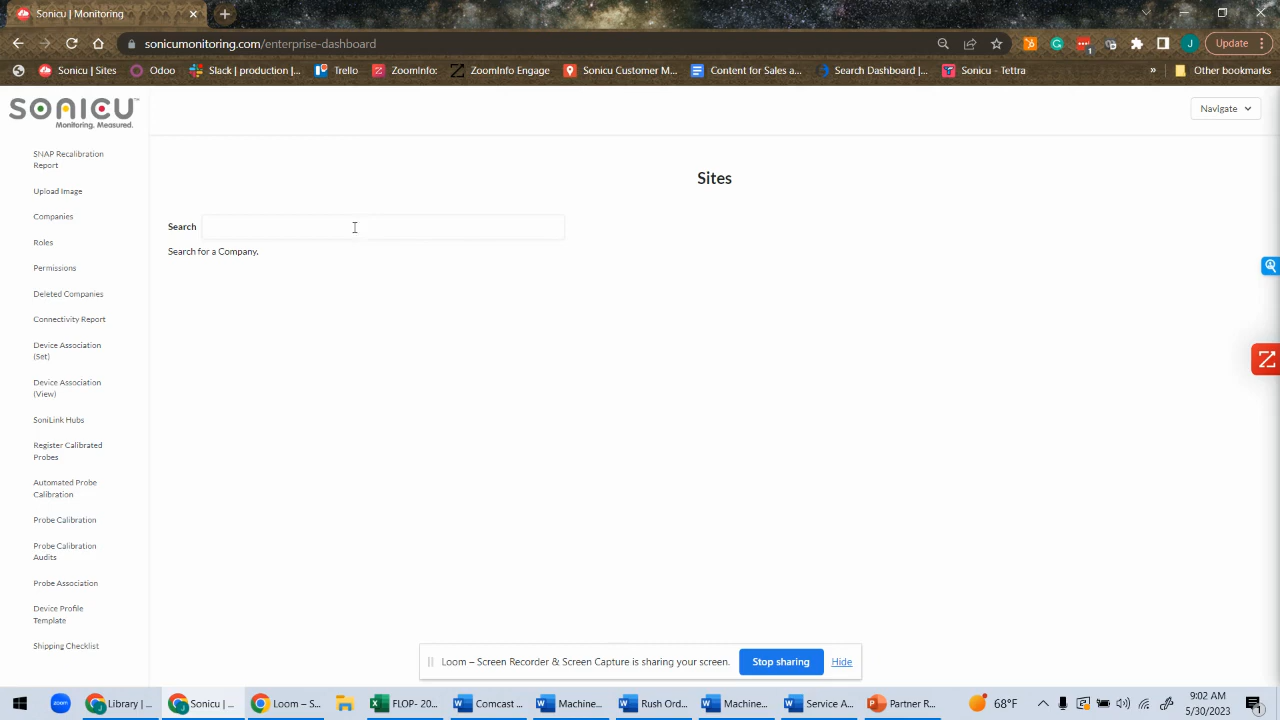 Sonicu | Monitoring
sonicumonitoring.com/enterprise-dashboard
1
J
Update
Sonicu | Sites
Odoo
Slack | production |...
Trello
ZoomInfo:
ZoomInfo Engage
Sonicu Customer M...
Content for Sales a...
Search Dashboard |...
Sonicu - Tettra
»
Other bookmarks
SONICU™
Monitoring, Measured.
Navigate
SNAP Recalibration
Report
Upload Image
Companies
Roles
Permissions
Deleted Companies
Connectivity Report
Device Association
(Set)
Device Association
(View)
SoniLink Hubs
Register Calibrated
Probes
Automated Probe
Calibration
Probe Calibration
Probe Calibration
Audits
Probe Association
Device Profile
Template
Shipping Checklist
Sites
Search
Search for a Company.
Loom – Screen Recorder & Screen Capture is sharing your screen.
Stop sharing
Hide
zoom
Library |...
Sonicu |...
Loom – S...
FLOP- 20...
Comcast ...
Machine...
Rush Ord...
Machine...
Service A...
Partner R...
68°F
9:02 AM
5/30/2023
1